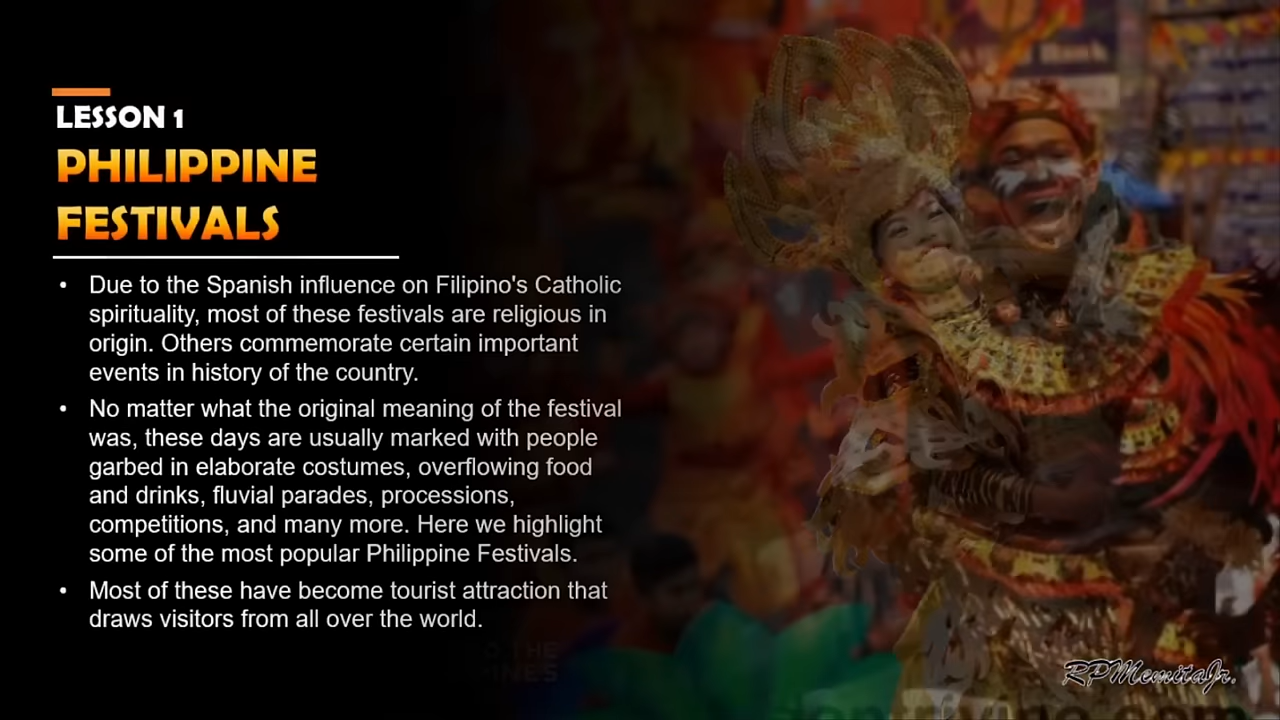 LESSON 1
PHILIPPINE
FESTIVALS
• Due to the Spanish influence on Filipino's Catholic
spirituality, most of these festivals are religious in
origin. Others commemorate certain important
events in history of the country.
• No matter what the original meaning of the festival
was, these days are usually marked with people
garbed in elaborate costumes, overflowing food
and drinks, fluvial parades, processions,
competitions, and many more. Here we highlight
some of the most popular Philippine Festivals.
• Most of these have become tourist attraction that
draws visitors from all over the world.
THE
RPMemitaJr.